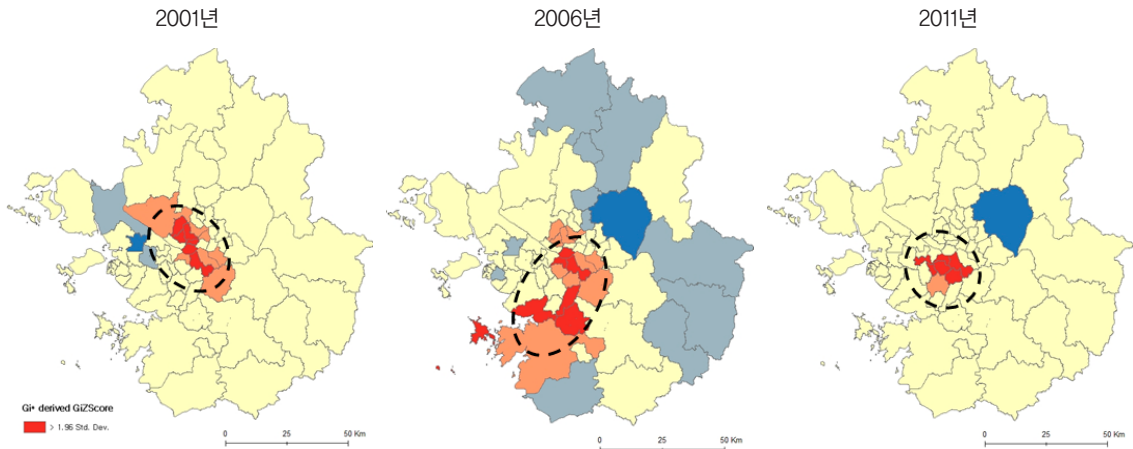 2001년
2006년
2011년
Gi* derived GiZScore
> 1.96 Std. Dev.
0 25 50 Km
0 25 50 Km
0 25 50 Km